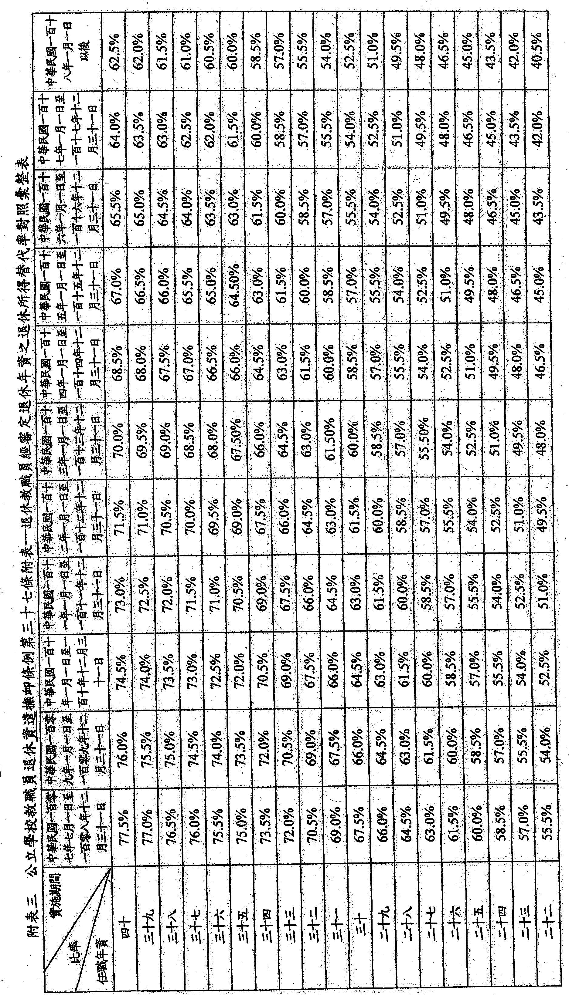 附表三　公立學校教職員退休資遣撫卹條例第三十七條附表一退休教職員經審定退休年資之退休所得替代率對照彙整表
實施期間
比率
任職年資
中華民國一百零
七年七月一日至
一百零八年十二
月三十一日
中華民國一百零
九年一月一日至
一百零九年十二
月三十一日
中華民國一百十
年一月一日至一
百十年十二月三
十一日
中華民國一百十
一年一月一日至
一百十一年十二
月三十一日
中華民國一百十
二年一月一日至
一百十二年十二
月三十一日
中華民國一百十
三年一月一日至
一百十三年十二
月三十一日
中華民國一百十
四年一月一日至
一百十四年十二
月三十一日
中華民國一百十
五年一月一日至
一百十五年十二
月三十一日
中華民國一百十
六年一月一日至
一百十六年十二
月三十一日
中華民國一百十
七年一月一日至
一百十七年十二
月三十一日
中華民國一百十
八年一月一日
以後
四十 77.5% 76.0% 74.5% 73.0% 71.5% 70.0% 68.5% 67.0% 65.5% 64.0% 62.5%
三十九 77.0% 75.5% 74.0% 72.5% 71.0% 69.5% 68.0% 66.5% 65.0% 63.5% 62.0%
三十八 76.5% 75.0% 73.5% 72.0% 70.5% 69.0% 67.5% 66.0% 64.5% 63.0% 61.5%
三十七 76.0% 74.5% 73.0% 71.5% 70.0% 68.5% 67.0% 65.5% 64.0% 62.5% 61.0%
三十六 75.5% 74.0% 72.5% 71.0% 69.5% 68.0% 66.5% 65.0% 63.5% 62.0% 60.5%
三十五 75.0% 73.5% 72.0% 70.5% 69.0% 67.50% 66.0% 64.50% 63.0% 61.5% 60.0%
三十四 73.5% 72.0% 70.5% 69.0% 67.5% 66.0% 64.5% 63.0% 61.5% 60.0% 58.5%
三十三 72.0% 70.5% 69.0% 67.5% 66.0% 64.5% 63.0% 61.5% 60.0% 58.5% 57.0%
三十二 70.5% 69.0% 67.5% 66.0% 64.5% 63.0% 61.5% 60.0% 58.5% 57.0% 55.5%
三十一 69.0% 67.5% 66.0% 64.5% 63.0% 61.50% 60.0% 58.5% 57.0% 55.5% 54.0%
三十 67.5% 66.0% 64.5% 63.0% 61.5% 60.0% 58.5% 57.0% 55.5% 54.0% 52.5%
二十九 66.0% 64.5% 63.0% 61.5% 60.0% 58.5% 57.0% 55.5% 54.0% 52.5% 51.0%
二十八 64.5% 63.0% 61.5% 60.0% 58.5% 57.0% 55.5% 54.0% 52.5% 51.0% 49.5%
二十七 63.0% 61.5% 60.0% 58.5% 57.0% 55.50% 54.0% 52.5% 51.0% 49.5% 48.0%
二十六 61.5% 60.0% 58.5% 57.0% 55.5% 54.0% 52.5% 51.0% 49.5% 48.0% 46.5%
二十五 60.0% 58.5% 57.0% 55.5% 54.0% 52.5% 51.0% 49.5% 48.0% 46.5% 45.0%
二十四 58.5% 57.0% 55.5% 54.0% 52.5% 51.0% 49.5% 48.0% 46.5% 45.0% 43.5%
二十三 57.0% 55.5% 54.0% 52.5% 51.0% 49.5% 48.0% 46.5% 45.0% 43.5% 42.0%
二十二 55.5% 54.0% 52.5% 51.0% 49.5% 48.0% 46.5% 45.0% 43.5% 42.0% 40.5%